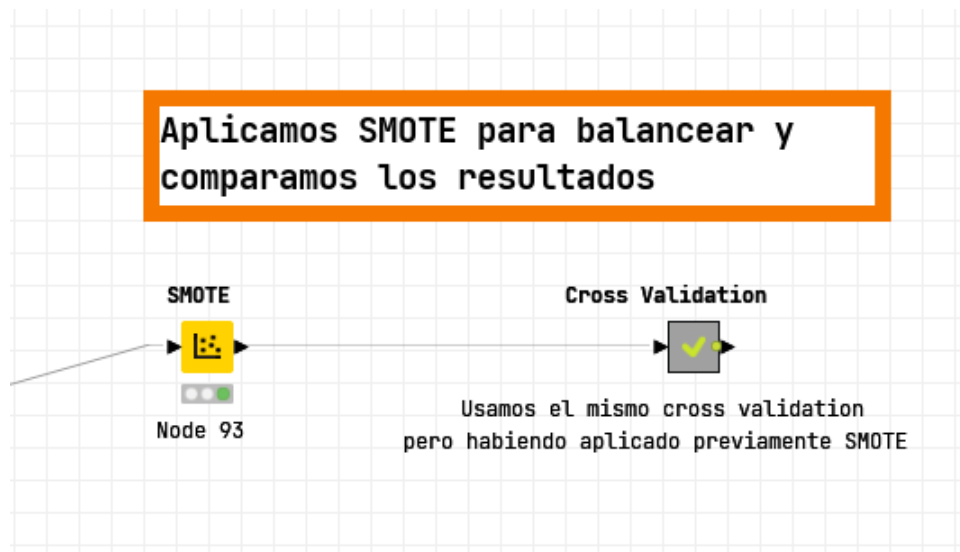 Aplicamos SMOTE para balancear y
comparamos los resultados
SMOTE
Cross Validation
Node 93
Usamos el mismo cross validation
pero habiendo aplicado previamente SMOTE